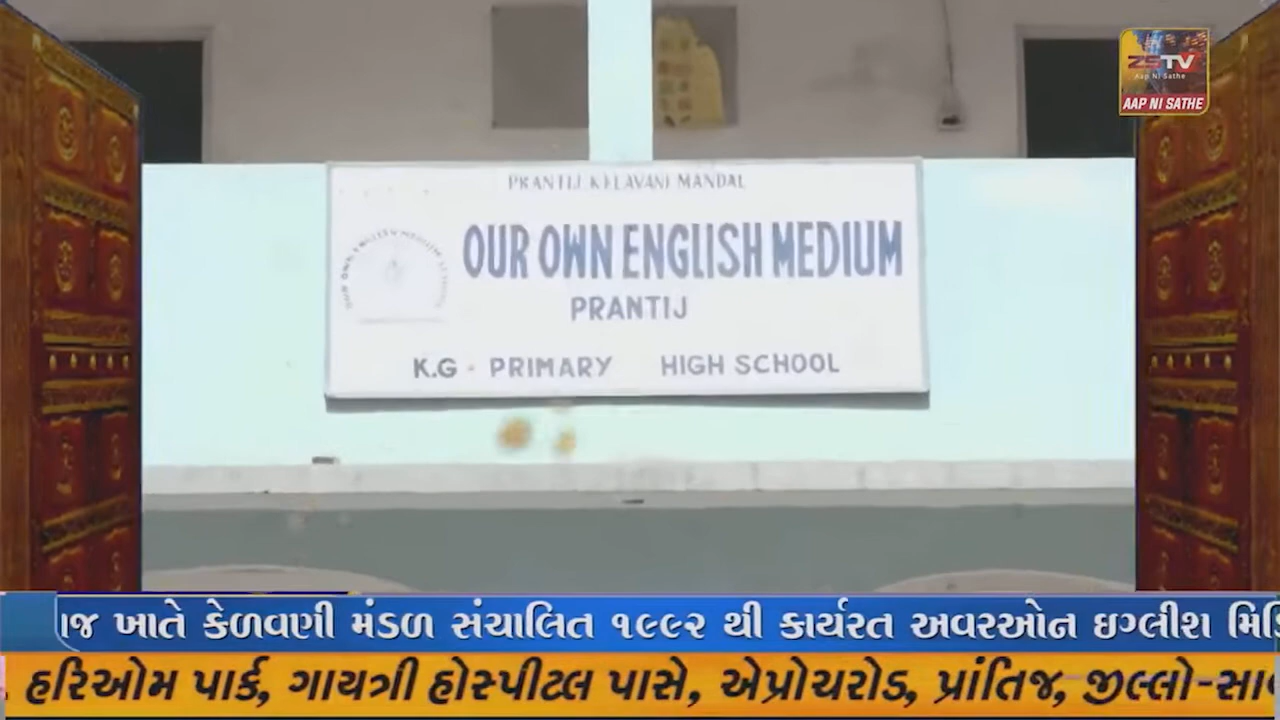 ZSTV
Aap Ni Sathe
AAP NI SATHE
PRANTIJ KELAVANI MANDAL
OUR OWN ENGLISH MEDIUM
PRANTIJ
K.G - PRIMARY HIGH SCHOOL
ખાતે કેળવણી મંડળ સંચાલિત ૧૯૯૨ થી કાર્યરત અવરઓન ઇગ્લીશ
હરિઓમ પાર્ક, ગાયત્રી હોસ્પીટલ પાસે, એપ્રોચરોડ, પ્રાંતિજ, જીલ્લો-